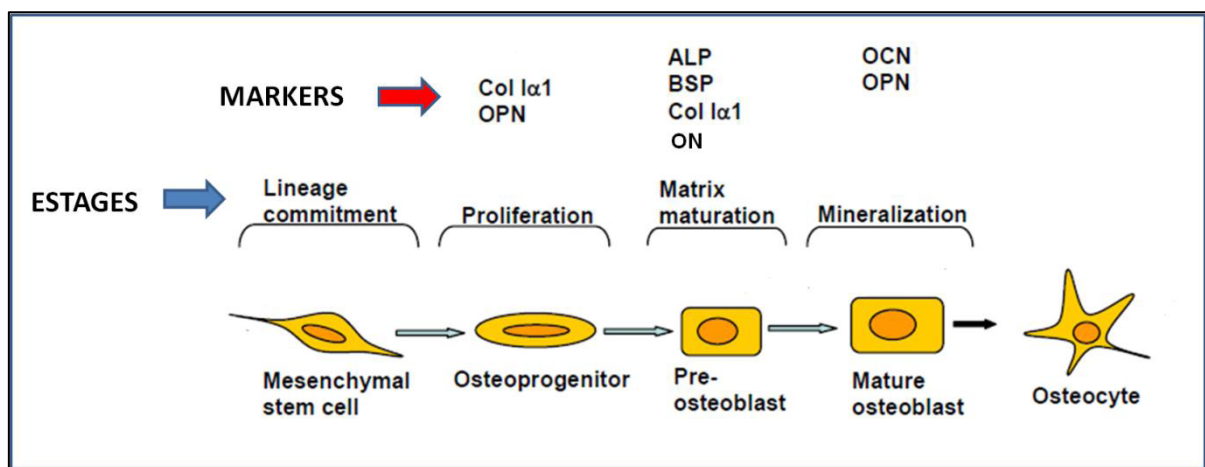 MARKERS
Col Iα1
OPN
ALP
BSP
Col Iα1
ON
OCN
OPN
ESTAGES
Lineage
commitment
Proliferation
Matrix
maturation
Mineralization
Mesenchymal
stem cell
Osteoprogenitor
Pre-
osteoblast
Mature
osteoblast
Osteocyte